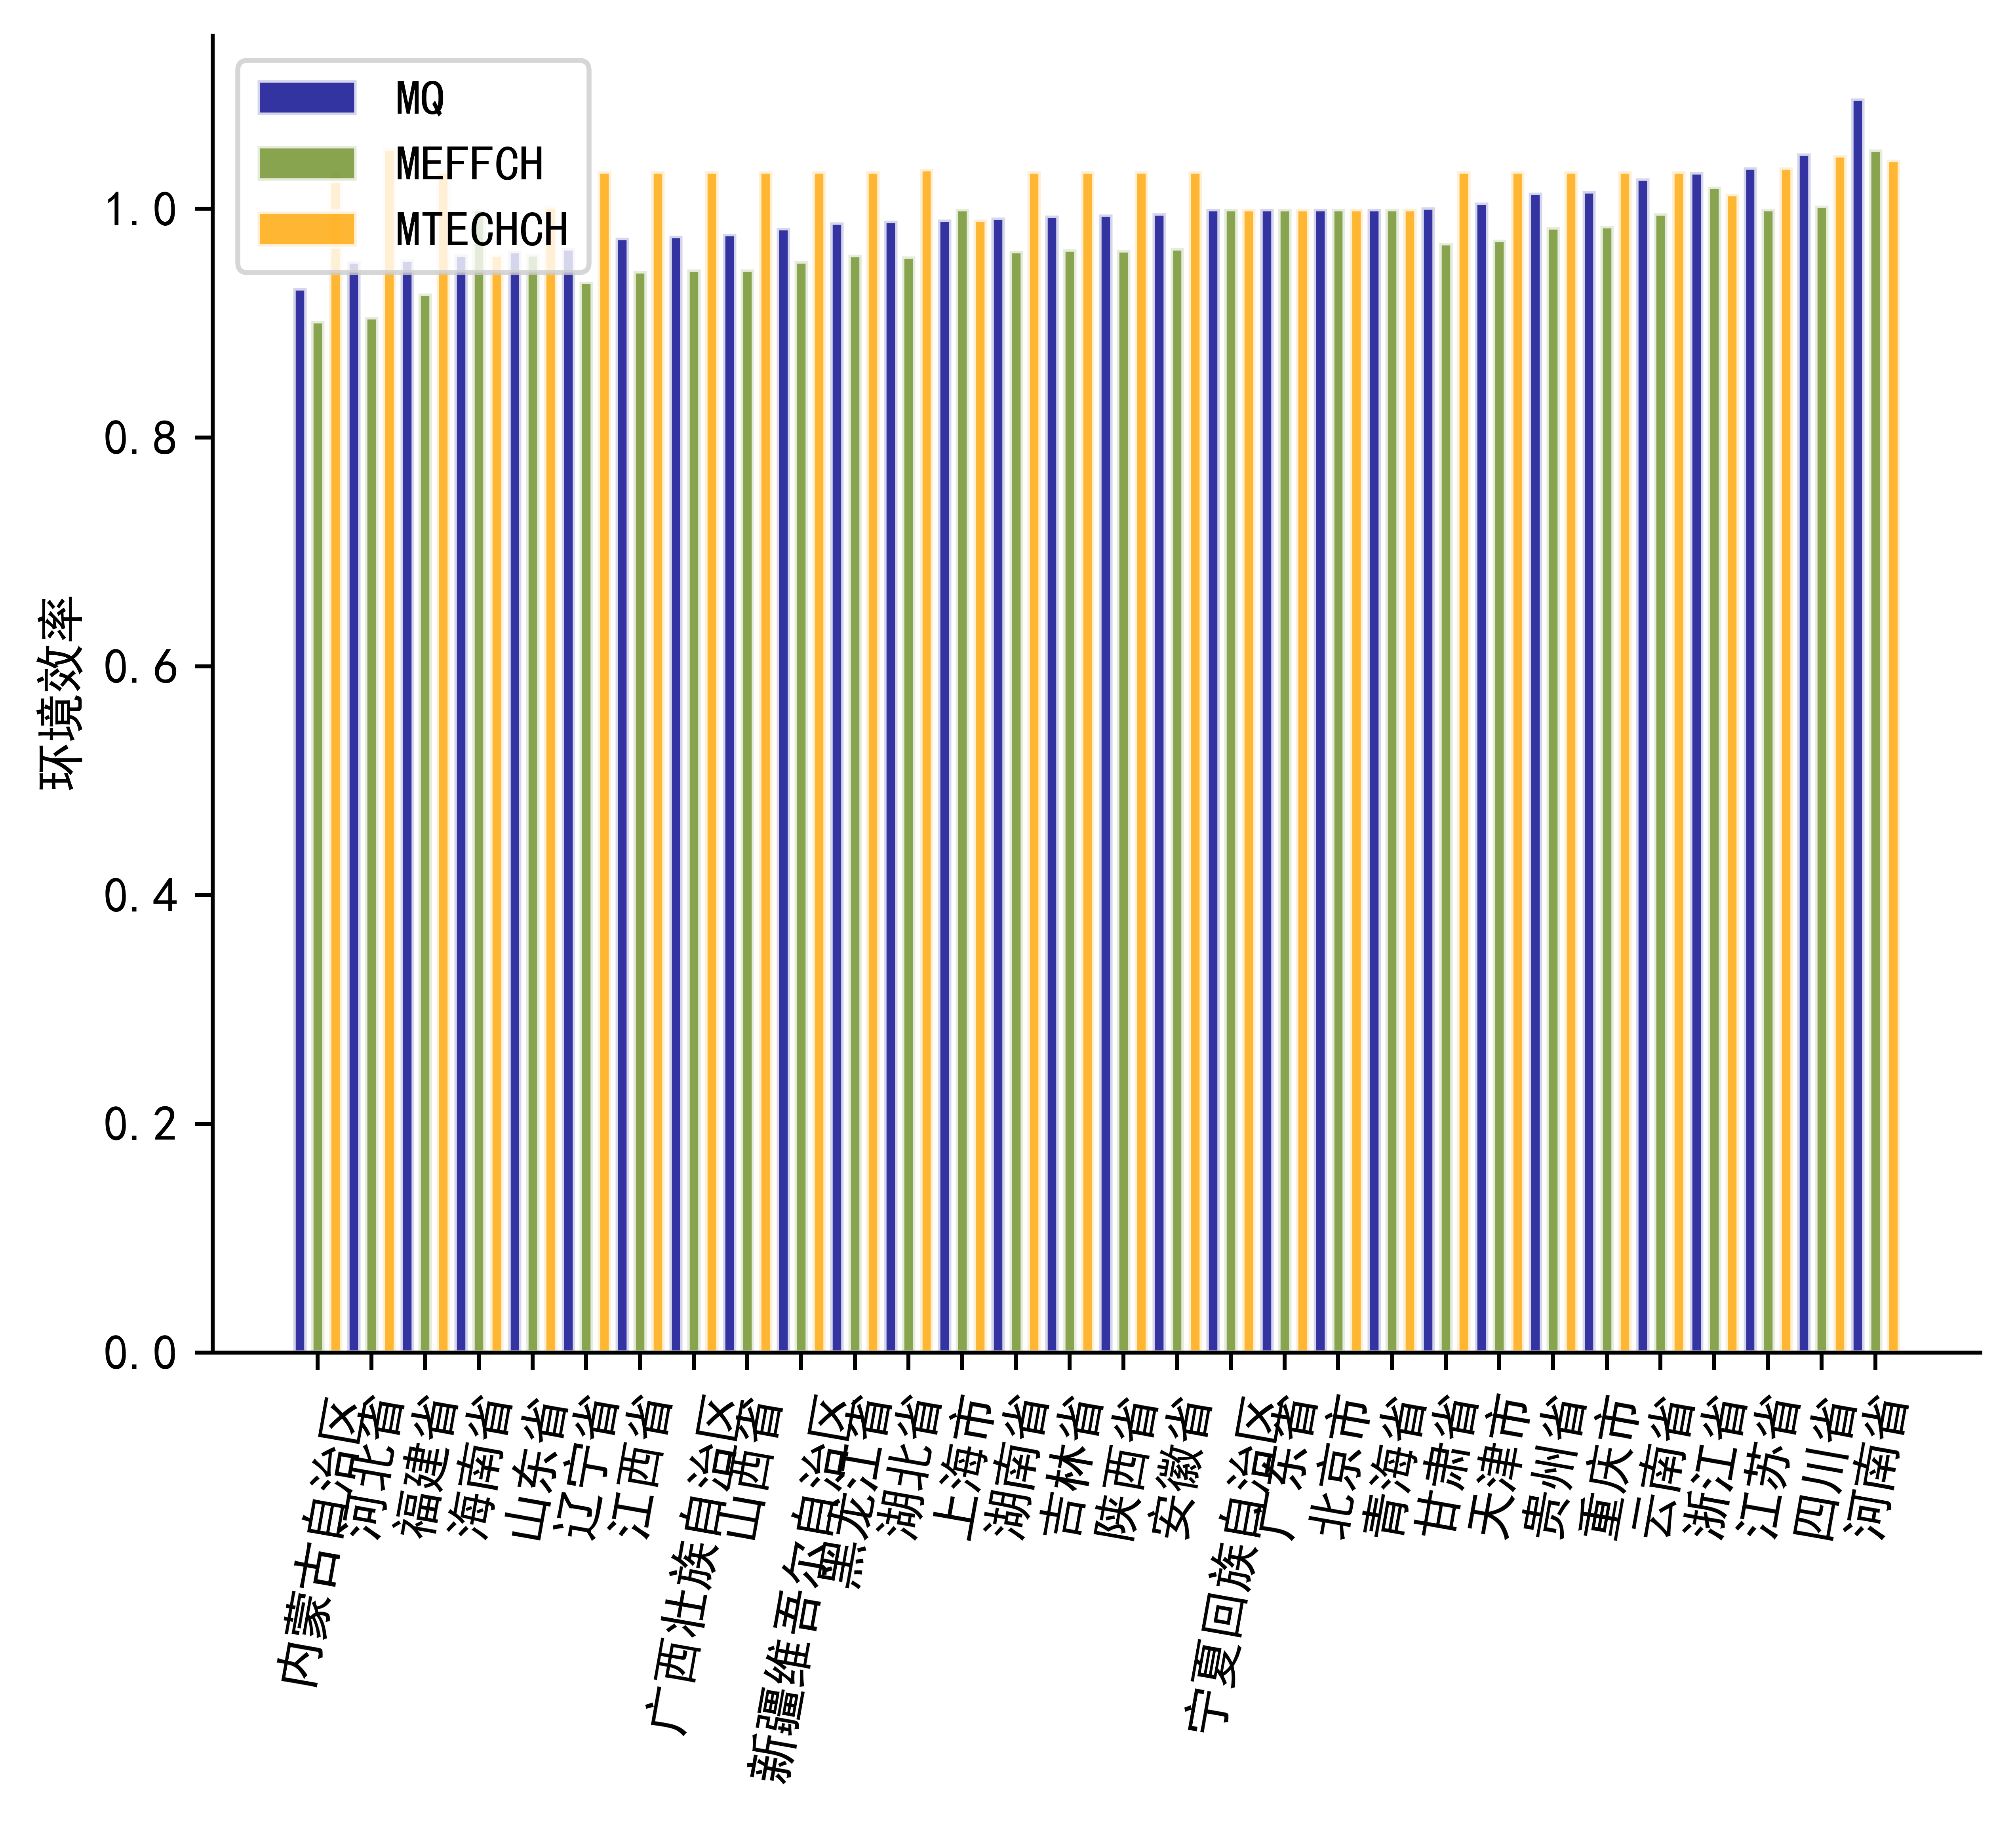 MQ
MEFFCH
MTECHCH
环境效率
1.0
0.8
0.6
0.4
0.2
0.0
内蒙古自治区
河北省
福建省
海南省
山东省
辽宁省
江西省
广西壮族自治区
山西省
新疆维吾尔自治区
黑龙江省
湖北省
上海市
湖南省
吉林省
陕西省
安徽省
宁夏回族自治区
广东省
北京市
青海省
甘肃省
天津市
贵州省
重庆市
云南省
浙江省
江苏省
四川省
河南省